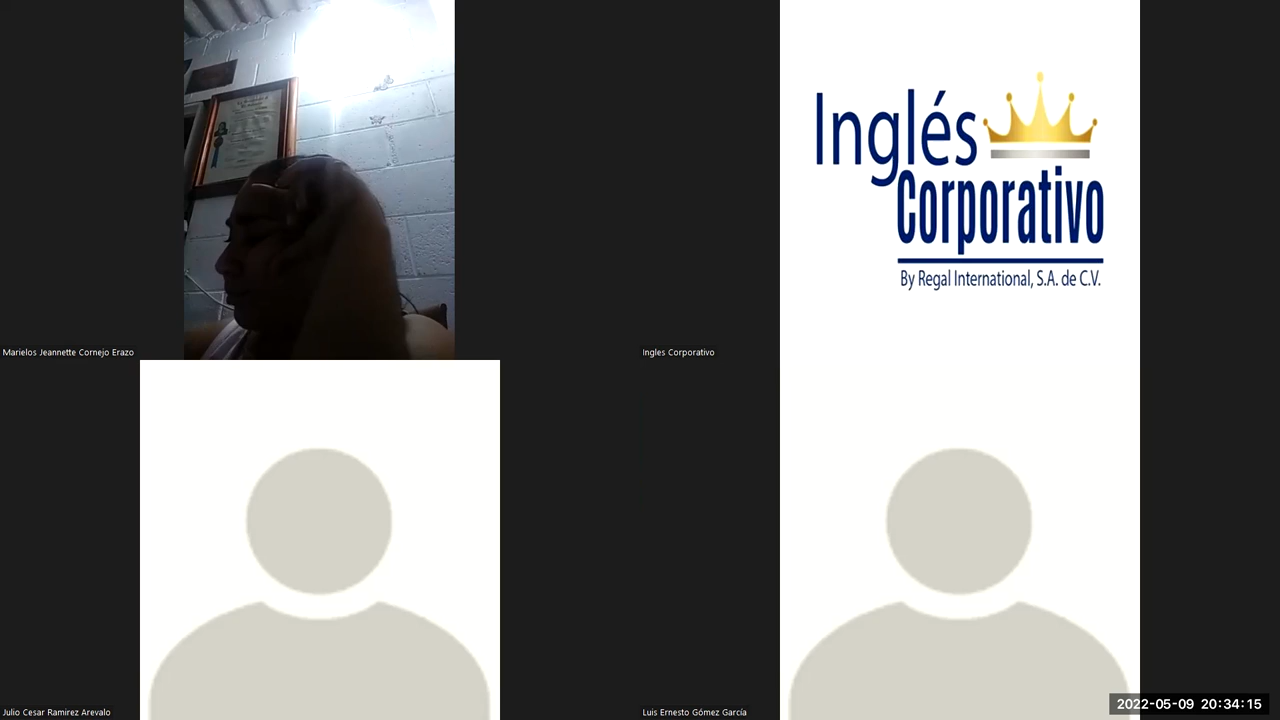 Inglés
Corporativo
By Regal International, S.A. de C.V.
Marielos Jeannette Cornejo Erazo
Ingles Corporativo
Julio Cesar Ramirez Arevalo
Luis Ernesto Gómez García
2022-05-09 20:34:15